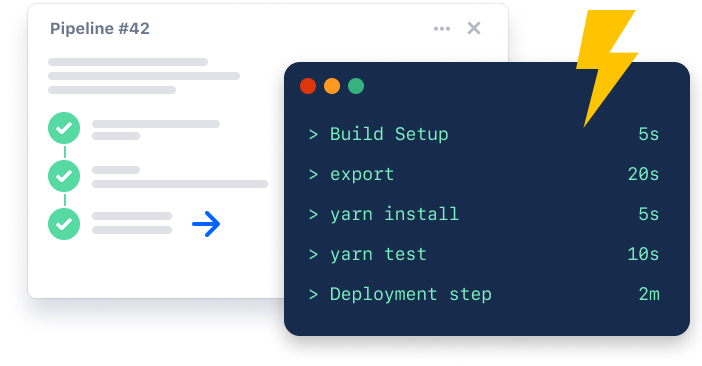 Pipeline #42
> Build Setup 5s
> export 20s
> yarn install 5s
> yarn test 10s
> Deployment step 2m